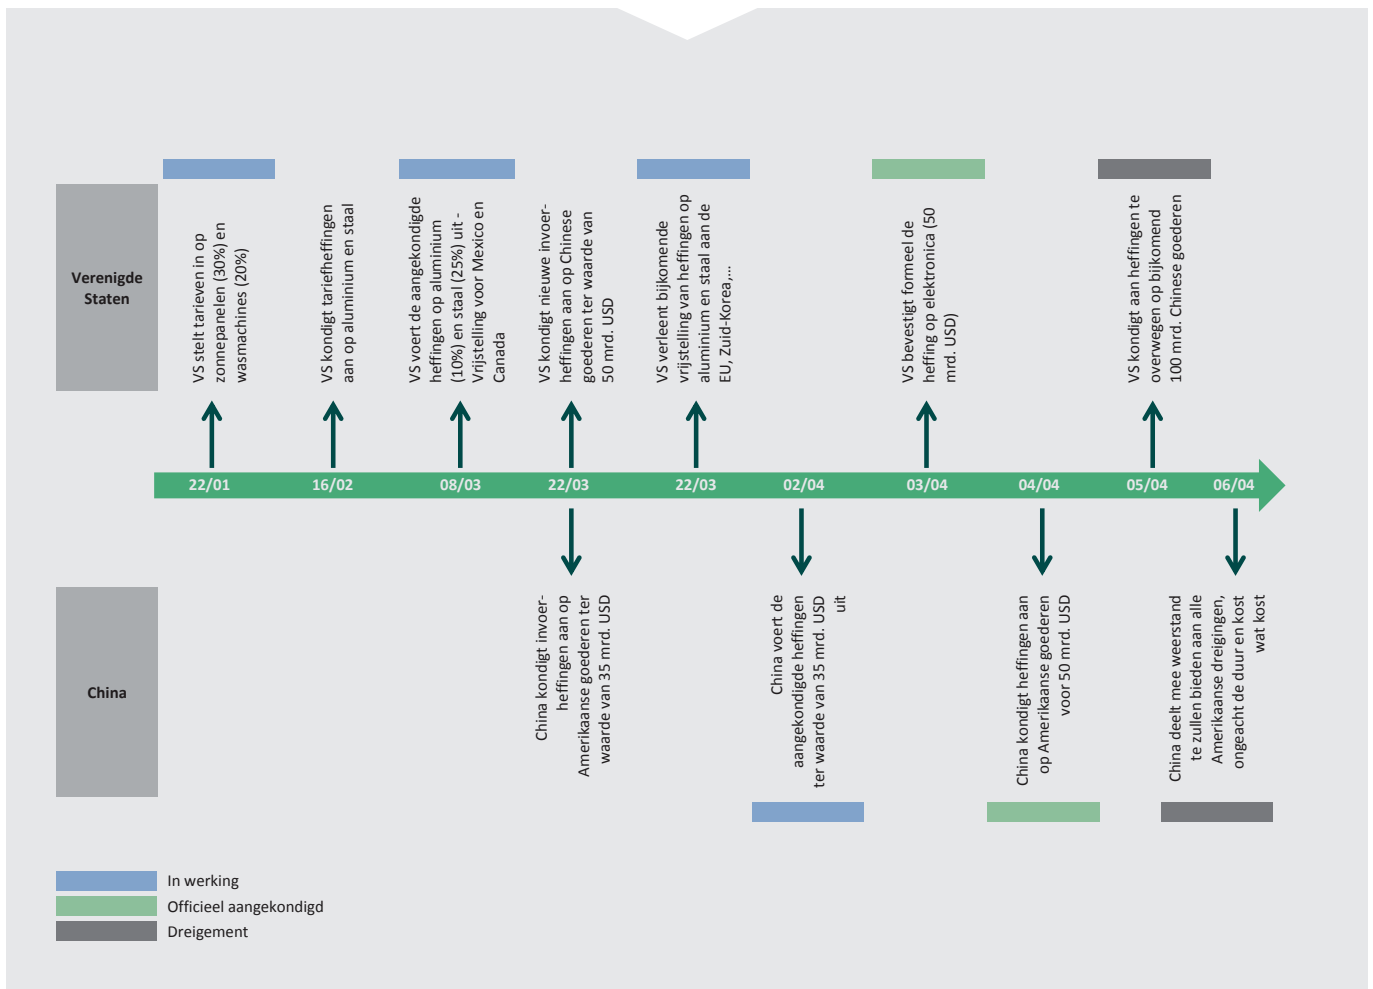 Verenigde
Staten
VS stelt tarieven in op
zonnepanelen (30%) en
wasmachines (20%)
VS kondigt tariefheffingen
aan op aluminium en staal
VS voert de aangekondigde
heffingen op aluminium
(10%) en staal (25%) uit -
Vrijstelling voor Mexico en
Canada
VS kondigt nieuwe invoer-
heffingen aan op Chinese
goederen ter waarde van
50 mrd. USD
VS verleent bijkomende
vrijstelling van heffingen op
aluminium en staal aan de
EU, Zuid-Korea,...
VS bevestigt formeel de
heffing op elektronica (50
mrd. USD)
VS kondigt aan heffingen te
overwegen op bijkomend
100 mrd. Chinese goederen
22/01
16/02
08/03
22/03
22/03
02/04
03/04
04/04
05/04
06/04
China
China kondigt invoer-
heffingen aan op
Amerikaanse goederen ter
waarde van 35 mrd. USD
China voert de
aangekondigde heffingen
ter waarde van 35 mrd. USD
uit
China kondigt heffingen aan
op Amerikaanse goederen
voor 50 mrd. USD
China deelt mee weerstand
te zullen bieden aan alle
Amerikaanse dreigingen,
ongeacht de duur en kost
wat kost
In werking
Officieel aangekondigd
Dreigement